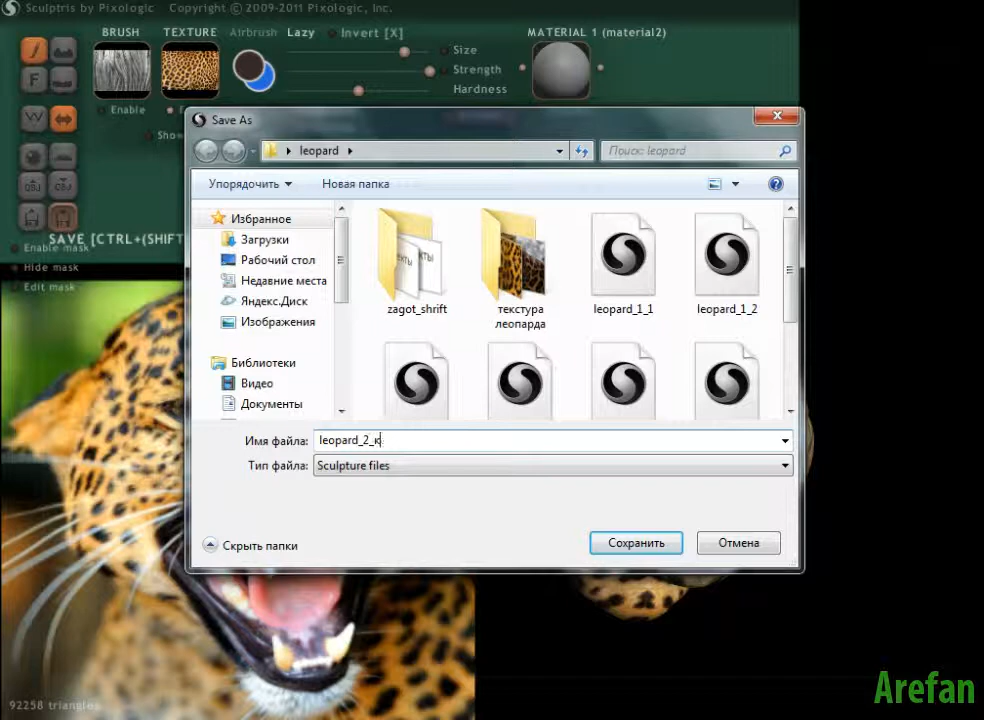 Sculptris by Pixologic Copyright © 2009-2011 Pixologic, Inc.
BRUSH TEXTURE Airbrush Lazy Invert [X] MATERIAL 1 (material2)
Size
F Strength
Hardness
Enable
Show
OBJ OBJ
SAVE [CTRL+(SHIFT
Enable mask
Hide mask
Edit mask
Save As
leopard
Поиск: leopard
Упорядочить Новая папка
Избранное
Загрузки
Рабочий стол
Недавние места
Яндекс.Диск
Изображения
Библиотеки
Видео
Документы
zagot_shrift
текстура леопарда
leopard_1_1
leopard_1_2
Имя файла: leopard_2_к
Тип файла: Sculpture files
Скрыть папки Сохранить Отмена
92258 triangles
Arefan